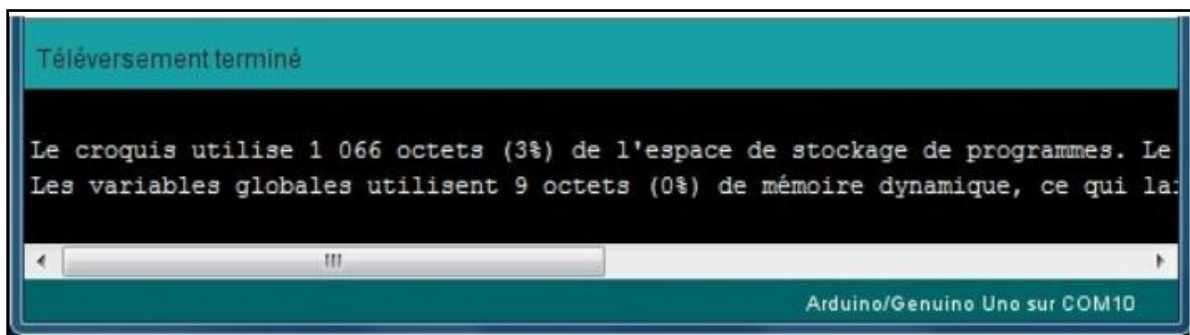 Téléversement terminé
Le croquis utilise 1 066 octets (3%) de l'espace de stockage de programmes. Le
Les variables globales utilisent 9 octets (0%) de mémoire dynamique, ce qui
Arduino/Genuino Uno sur COM10